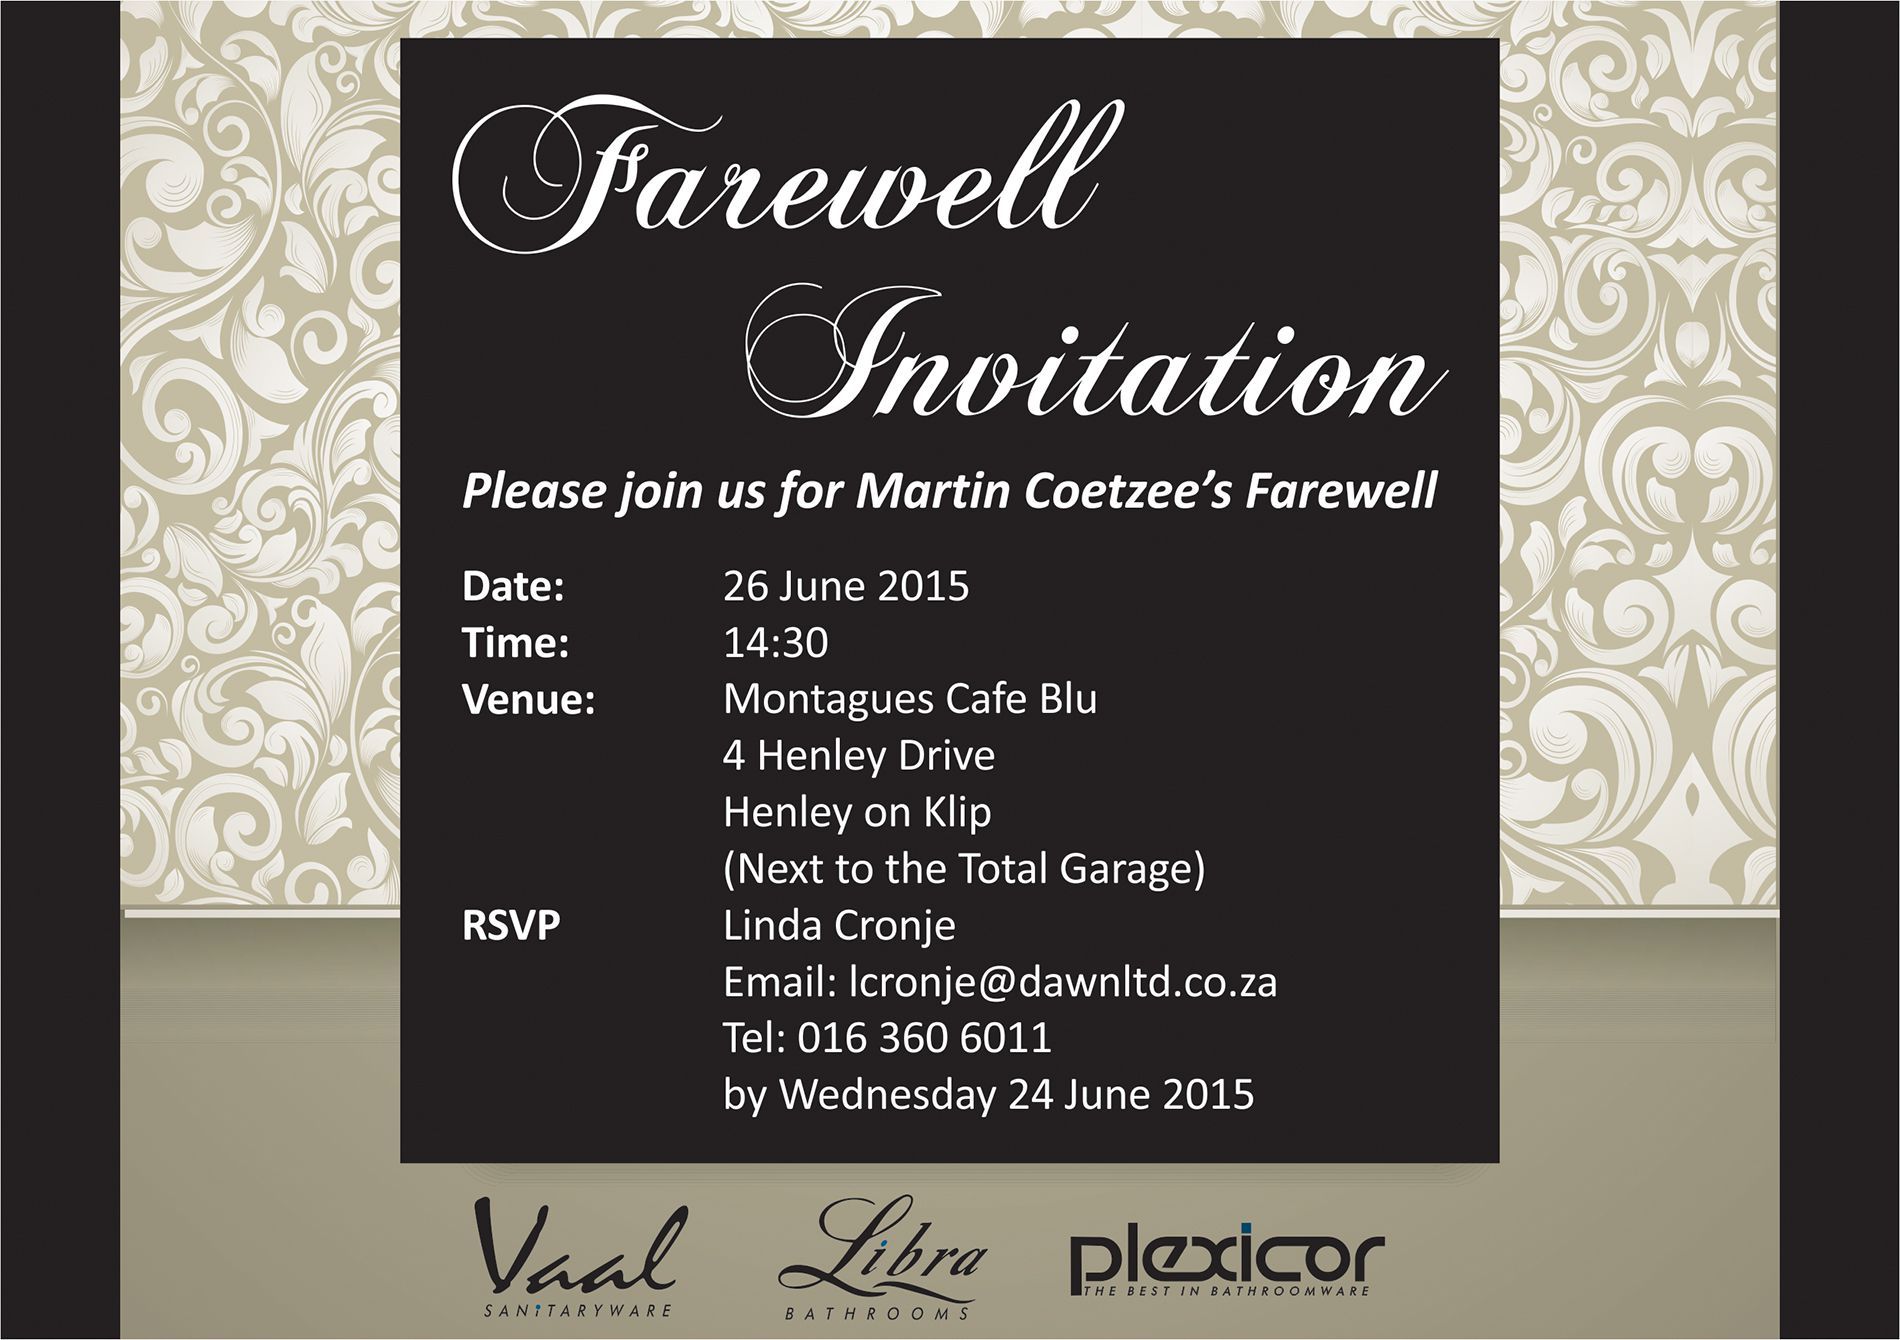 Farewell
Invitation
Please join us for Martin Coetzee’s Farewell
Date: 26 June 2015
Time: 14:30
Venue: Montagues Cafe Blu
4 Henley Drive
Henley on Klip
(Next to the Total Garage)
RSVP Linda Cronje
Email: lcronje@dawnltd.co.za
Tel: 016 360 6011
by Wednesday 24 June 2015
Vaal
SANiTARYWARE
Libra
BATHROOMS
plexicor
THE BEST IN BATHROOMWARE